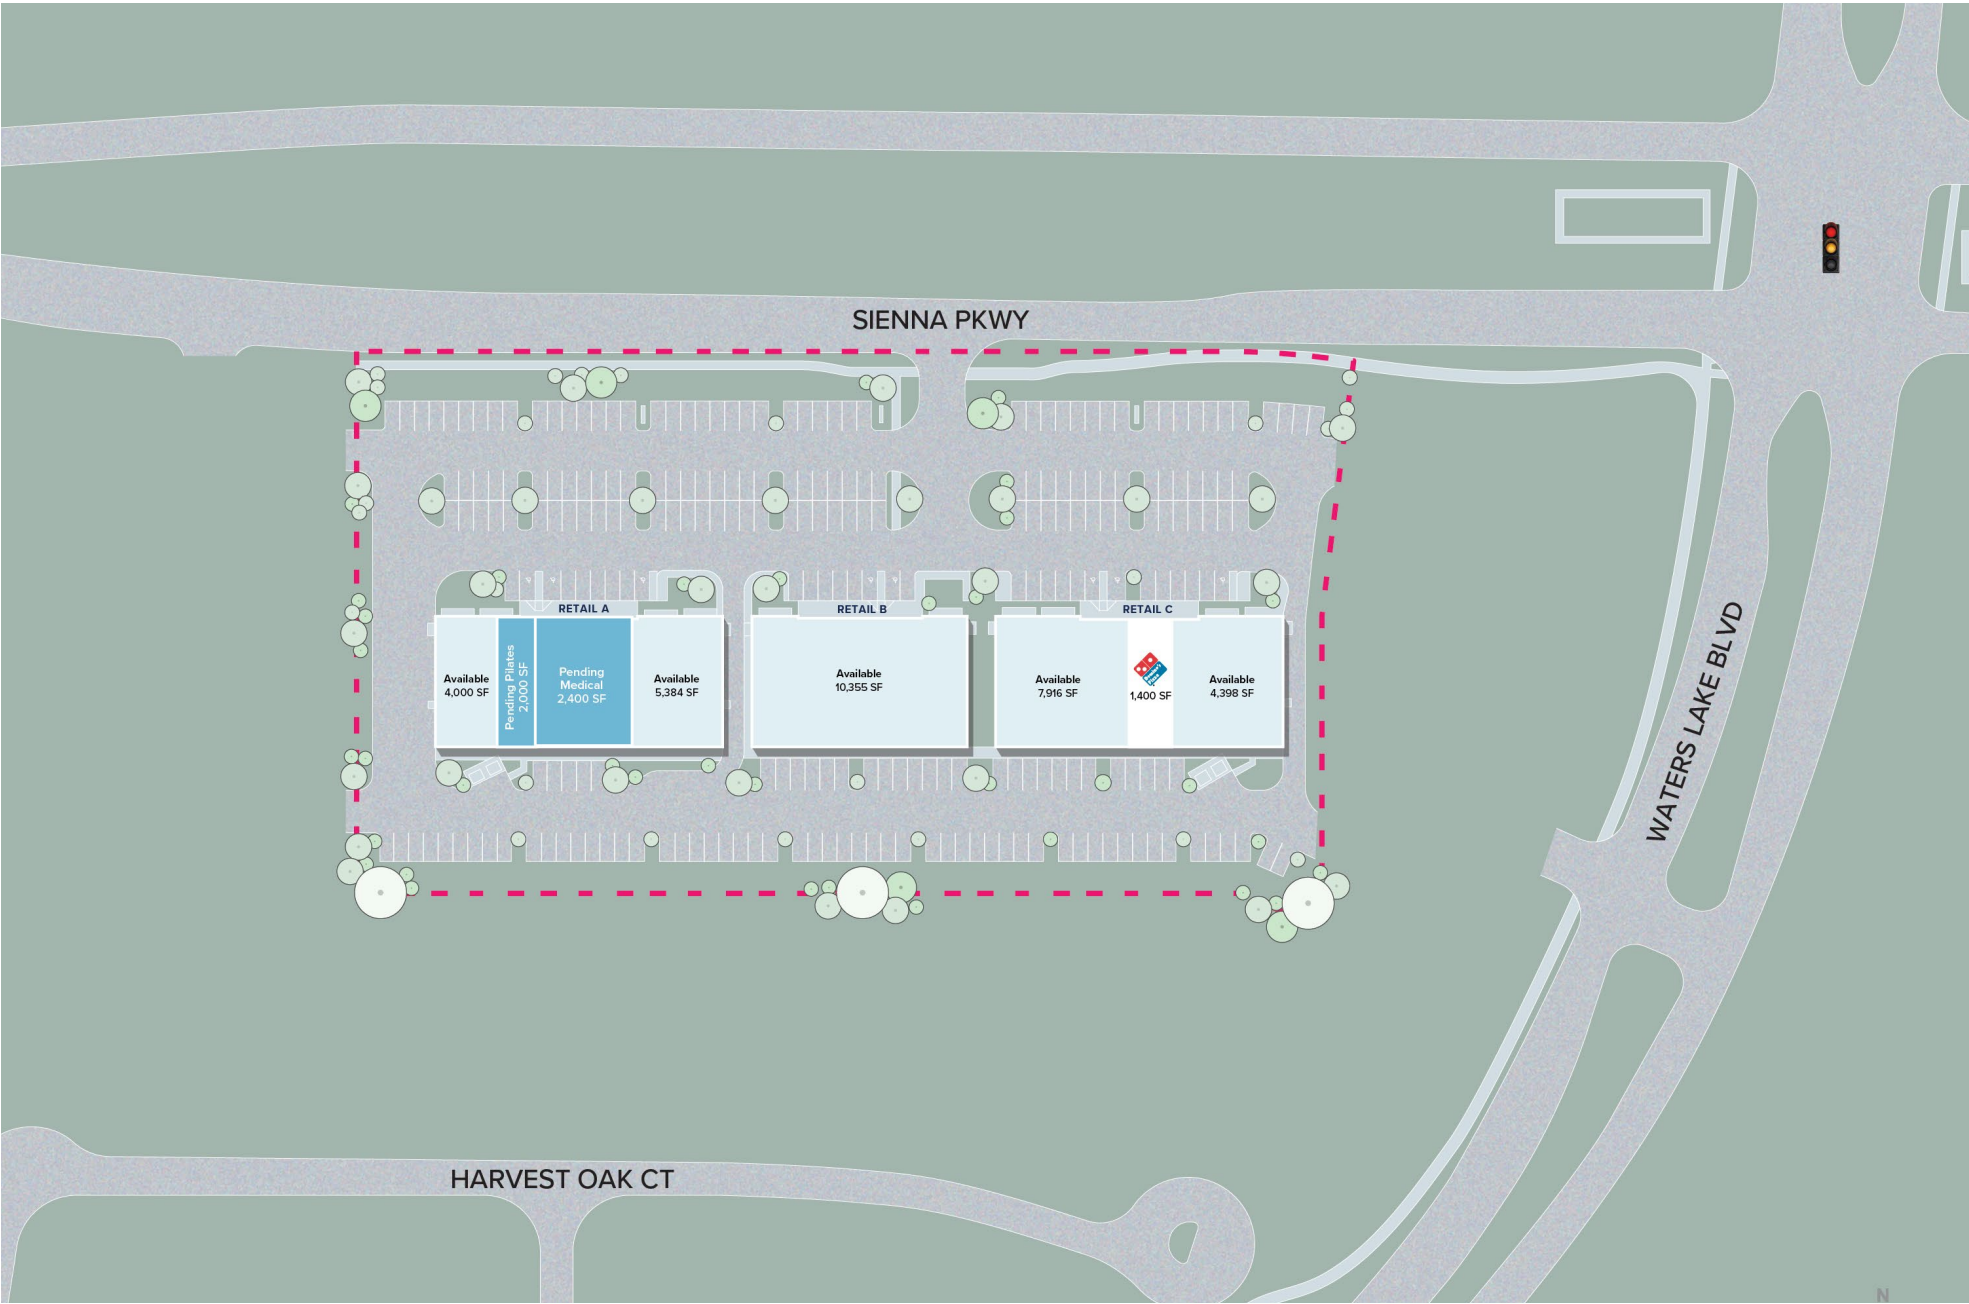 SIENNA PKWY
RETAIL A
RETAIL B
RETAIL C
Available
4,000 SF
Pending Pilates
2,000 SF
Pending
Medical
2,400 SF
Available
5,384 SF
Available
10,355 SF
Available
7,916 SF
Domino's
Pizza
1,400 SF
Available
4,398 SF
WATERS LAKE BLVD
HARVEST OAK CT
N